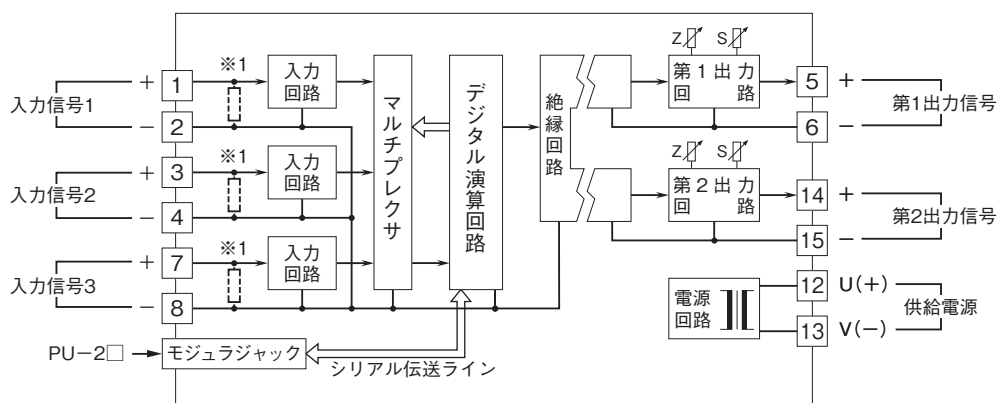 入力信号1
+
−
1
2
※1
入力
回路
入力信号2
+
−
3
4
※1
入力
回路
入力信号3
+
−
7
8
※1
入力
回路
マルチプレクサ
デジタル演算回路
絶縁回路
Z
S
第1出力
回路
5
6
+
−
第1出力信号
Z
S
第2出力
回路
14
15
+
−
第2出力信号
電源
回路
12
13
U(+)
V(−)
供給電源
PU−2□
モジュラジャック
シリアル伝送ライン